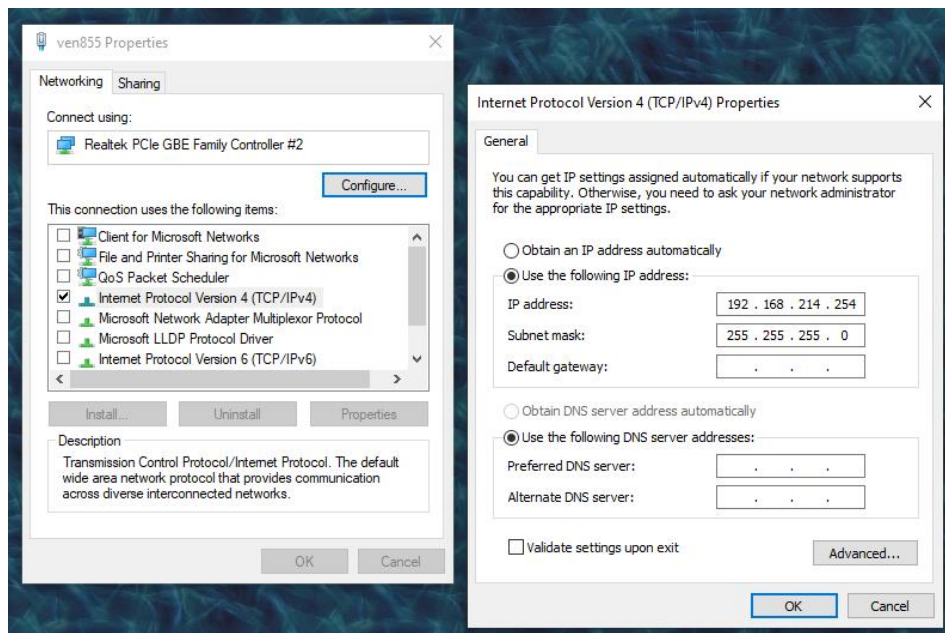 ven855 Properties
Networking
Sharing
Connect using:
Realtek PCIe GBE Family Controller #2
Configure...
This connection uses the following items:
Client for Microsoft Networks
File and Printer Sharing for Microsoft Networks
QoS Packet Scheduler
Internet Protocol Version 4 (TCP/IPv4)
Microsoft Network Adapter Multiplexor Protocol
Microsoft LLDP Protocol Driver
Internet Protocol Version 6 (TCP/IPv6)
Install...
Uninstall
Properties
Description
Transmission Control Protocol/Internet Protocol. The default
wide area network protocol that provides communication
across diverse interconnected networks.
OK
Cancel
Internet Protocol Version 4 (TCP/IPv4) Properties
General
You can get IP settings assigned automatically if your network supports
this capability. Otherwise, you need to ask your network administrator
for the appropriate IP settings.
Obtain an IP address automatically
Use the following IP address:
IP address: 192 . 168 . 214 . 254
Subnet mask: 255 . 255 . 255 . 0
Default gateway: . . .
Obtain DNS server address automatically
Use the following DNS server addresses:
Preferred DNS server: . . .
Alternate DNS server: . . .
Validate settings upon exit
Advanced...
OK
Cancel